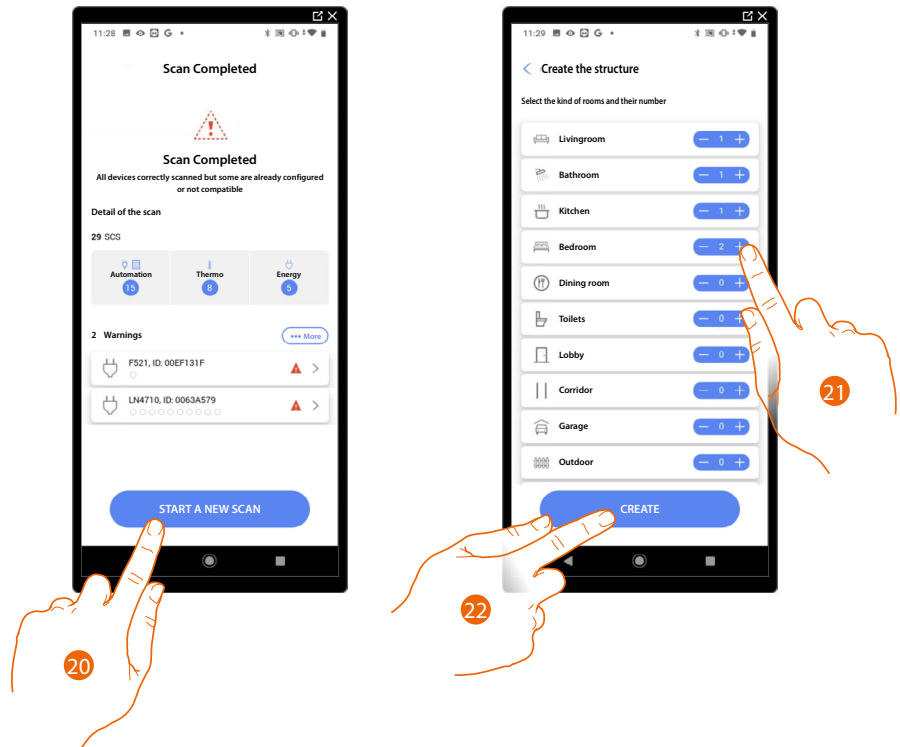 11:28 G •
Scan Completed
Scan Completed
All devices correctly scanned but some are already configured
or not compatible
Detail of the scan
29 SCS
Automation Thermo Energy
15 8 5
2 Warnings ••• More
F521, ID: 00EF131F
LN4710, ID: 0063A579
START A NEW SCAN
20
11:29 G •
Create the structure
Select the kind of rooms and their number
Livingroom — 1 +
Bathroom — 1 +
Kitchen — 1 +
Bedroom — 2 +
Dining room — 0 +
Toilets — 0 +
Lobby — 0 +
Corridor — 0 +
Garage — 0 +
Outdoor — 0 +
CREATE
21
22